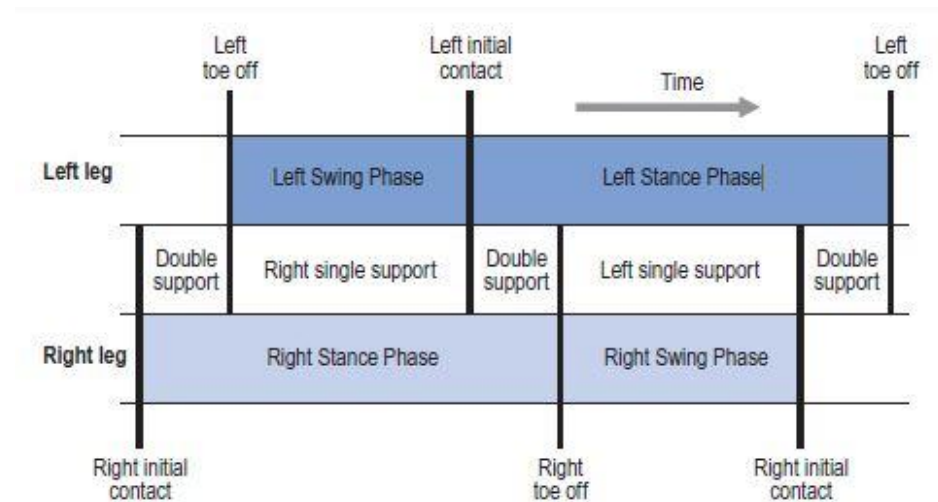 Left
toe off
Left initial
contact
Left
toe off
Time
Left leg
Left Swing Phase
Left Stance Phase
Double
support
Right single support
Double
support
Left single support
Double
support
Right leg
Right Stance Phase
Right Swing Phase
Right initial
contact
Right
toe off
Right initial
contact